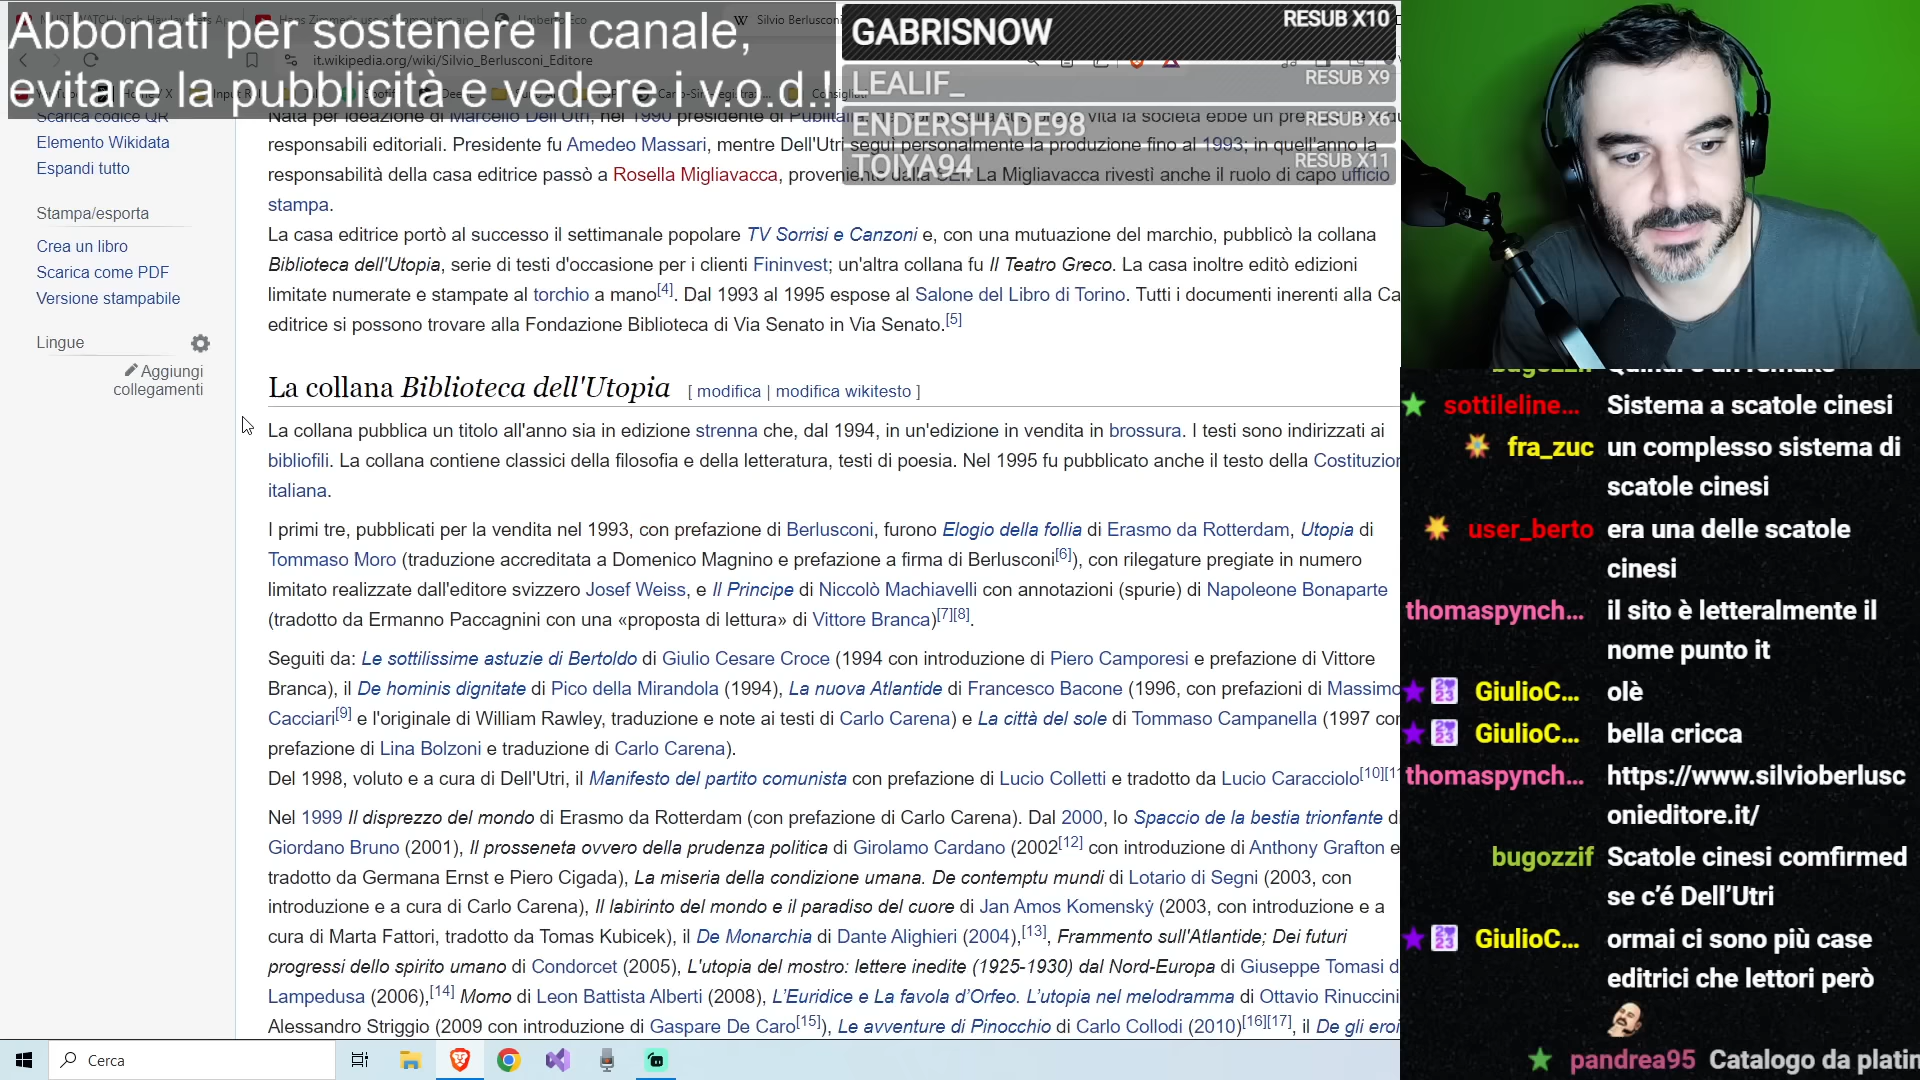 Abbonati per sostenere il canale,
evitare la pubblicità e vedere i v.o.d.!
it.wikipedia.org/wiki/Silvio_Berlusconi_Editore
GABRISNOW RESUB X10
LEALIF_ RESUB X9
ENDERSHADE98 RESUB X6
TOIYA94 RESUB X11
Scarica codice QR
Elemento Wikidata
Espandi tutto
Stampa/esporta
Crea un libro
Scarica come PDF
Versione stampabile
Lingue
Aggiungi
collegamenti
Nata per ideazione di Marcello Dell'Utri, nel 1990 presidente di Publitalia,
responsabili editoriali. Presidente fu Amedeo Massari, mentre Dell'Utri seguì personalmente la produzione fino al 1993; in quell'anno la
responsabilità della casa editrice passò a Rosella Migliavacca, proveniente dalla CEI. La Migliavacca rivestì anche il ruolo di capo ufficio
stampa.
La casa editrice portò al successo il settimanale popolare TV Sorrisi e Canzoni e, con una mutuazione del marchio, pubblicò la collana
Biblioteca dell'Utopia, serie di testi d'occasione per i clienti Fininvest; un'altra collana fu Il Teatro Greco. La casa inoltre editò edizioni
limitate numerate e stampate al torchio a mano[4]. Dal 1993 al 1995 espose al Salone del Libro di Torino. Tutti i documenti inerenti alla Ca
editrice si possono trovare alla Fondazione Biblioteca di Via Senato in Via Senato.[5]
La collana Biblioteca dell'Utopia [ modifica | modifica wikitesto ]
La collana pubblica un titolo all'anno sia in edizione strenna che, dal 1994, in un'edizione in vendita in brossura. I testi sono indirizzati ai
bibliofili. La collana contiene classici della filosofia e della letteratura, testi di poesia. Nel 1995 fu pubblicato anche il testo della Costituzion
italiana.
I primi tre, pubblicati per la vendita nel 1993, con prefazione di Berlusconi, furono Elogio della follia di Erasmo da Rotterdam, Utopia di
Tommaso Moro (traduzione accreditata a Domenico Magnino e prefazione a firma di Berlusconi[6]), con rilegature pregiate in numero
limitato realizzate dall'editore svizzero Josef Weiss, e Il Principe di Niccolò Machiavelli con annotazioni (spurie) di Napoleone Bonaparte
(tradotto da Ermanno Paccagnini con una «proposta di lettura» di Vittore Branca)[7][8].
Seguiti da: Le sottilissime astuzie di Bertoldo di Giulio Cesare Croce (1994 con introduzione di Piero Camporesi e prefazione di Vittore
Branca), il De hominis dignitate di Pico della Mirandola (1994), La nuova Atlantide di Francesco Bacone (1996, con prefazioni di Massimo
Cacciari[9] e l'originale di William Rawley, traduzione e note ai testi di Carlo Carena) e La città del sole di Tommaso Campanella (1997 con
prefazione di Lina Bolzoni e traduzione di Carlo Carena).
Del 1998, voluto e a cura di Dell'Utri, il Manifesto del partito comunista con prefazione di Lucio Colletti e tradotto da Lucio Caracciolo[10][11
Nel 1999 Il disprezzo del mondo di Erasmo da Rotterdam (con prefazione di Carlo Carena). Dal 2000, lo Spaccio de la bestia trionfante d
Giordano Bruno (2001), Il prosseneta ovvero della prudenza politica di Girolamo Cardano (2002[12] con introduzione di Anthony Grafton e
tradotto da Germana Ernst e Piero Cigada), La miseria della condizione umana. De contemptu mundi di Lotario di Segni (2003, con
introduzione e a cura di Carlo Carena), Il labirinto del mondo e il paradiso del cuore di Jan Amos Komenský (2003, con introduzione e a
cura di Marta Fattori, tradotto da Tomas Kubicek), il De Monarchia di Dante Alighieri (2004),[13], Frammento sull'Atlantide; Dei futuri
progressi dello spirito umano di Condorcet (2005), L'utopia del mostro: lettere inedite (1925-1930) dal Nord-Europa di Giuseppe Tomasi d
Lampedusa (2006),[14] Momo di Leon Battista Alberti (2008), L'Euridice e La favola d'Orfeo. L'utopia nel melodramma di Ottavio Rinuccini
Alessandro Striggio (2009 con introduzione di Gaspare De Caro[15]), Le avventure di Pinocchio di Carlo Collodi (2010)[16][17], il De gli eroi
Cerca
bugozzif Quindi è un remake
sottileline... Sistema a scatole cinesi
fra_zuc un complesso sistema di
scatole cinesi
user_berto era una delle scatole
cinesi
thomaspynch... il sito è letteralmente il
nome punto it
GiulioC... olè
GiulioC... bella cricca
thomaspynch... https://www.silvioberlusc
onieditore.it/
bugozzif Scatole cinesi comfirmed
se c'é Dell'Utri
GiulioC... ormai ci sono più case
editrici che lettori però
pandrea95 Catalogo da platin